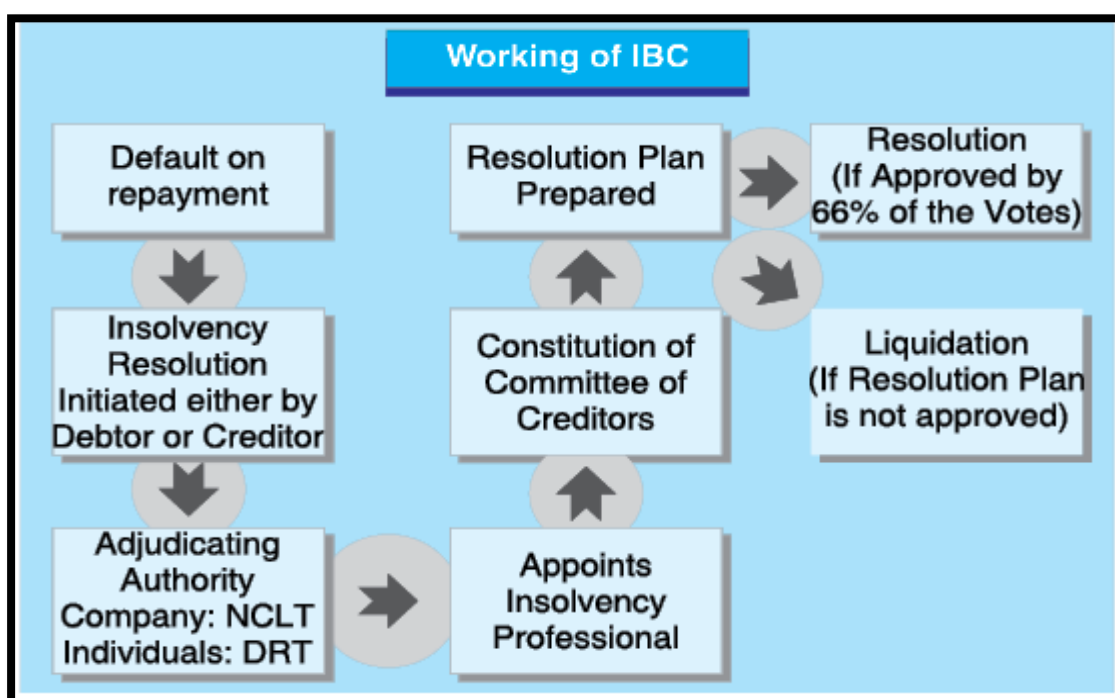 Working of IBC
Default on
repayment
Insolvency
Resolution
Initiated either by
Debtor or Creditor
Adjudicating
Authority
Company: NCLT
Individuals: DRT
Appoints
Insolvency
Professional
Constitution of
Committee of
Creditors
Resolution Plan
Prepared
Resolution
(If Approved by
66% of the Votes)
Liquidation
(If Resolution Plan
is not approved)